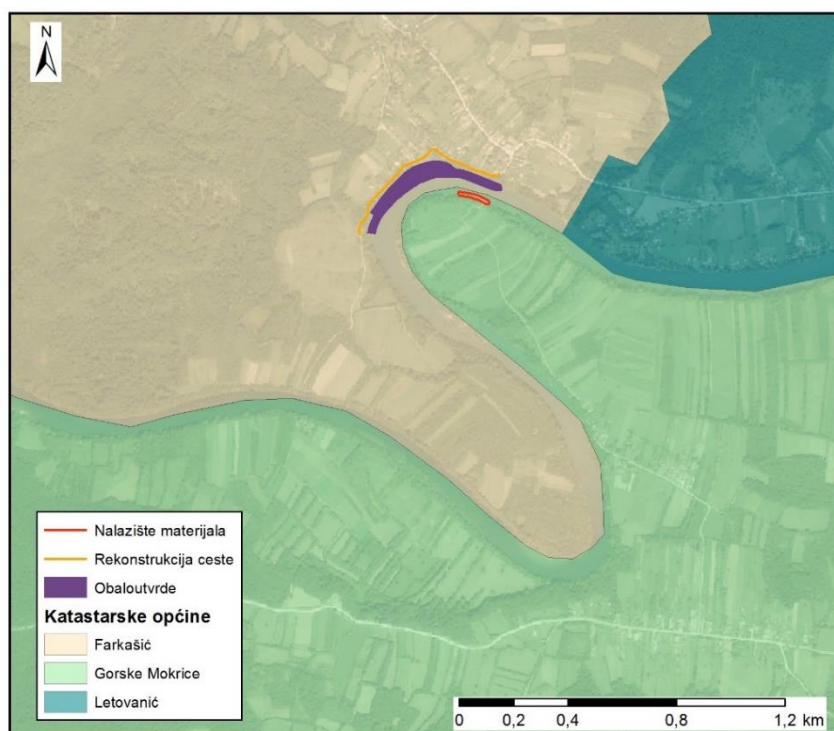 N
Nalazište materijala
Rekonstrukcija ceste
Obaloutvrde
Katastarske općine
Farkašić
Gorske Mokrice
Letovanić
0 0,2 0,4 0,8 1,2 km